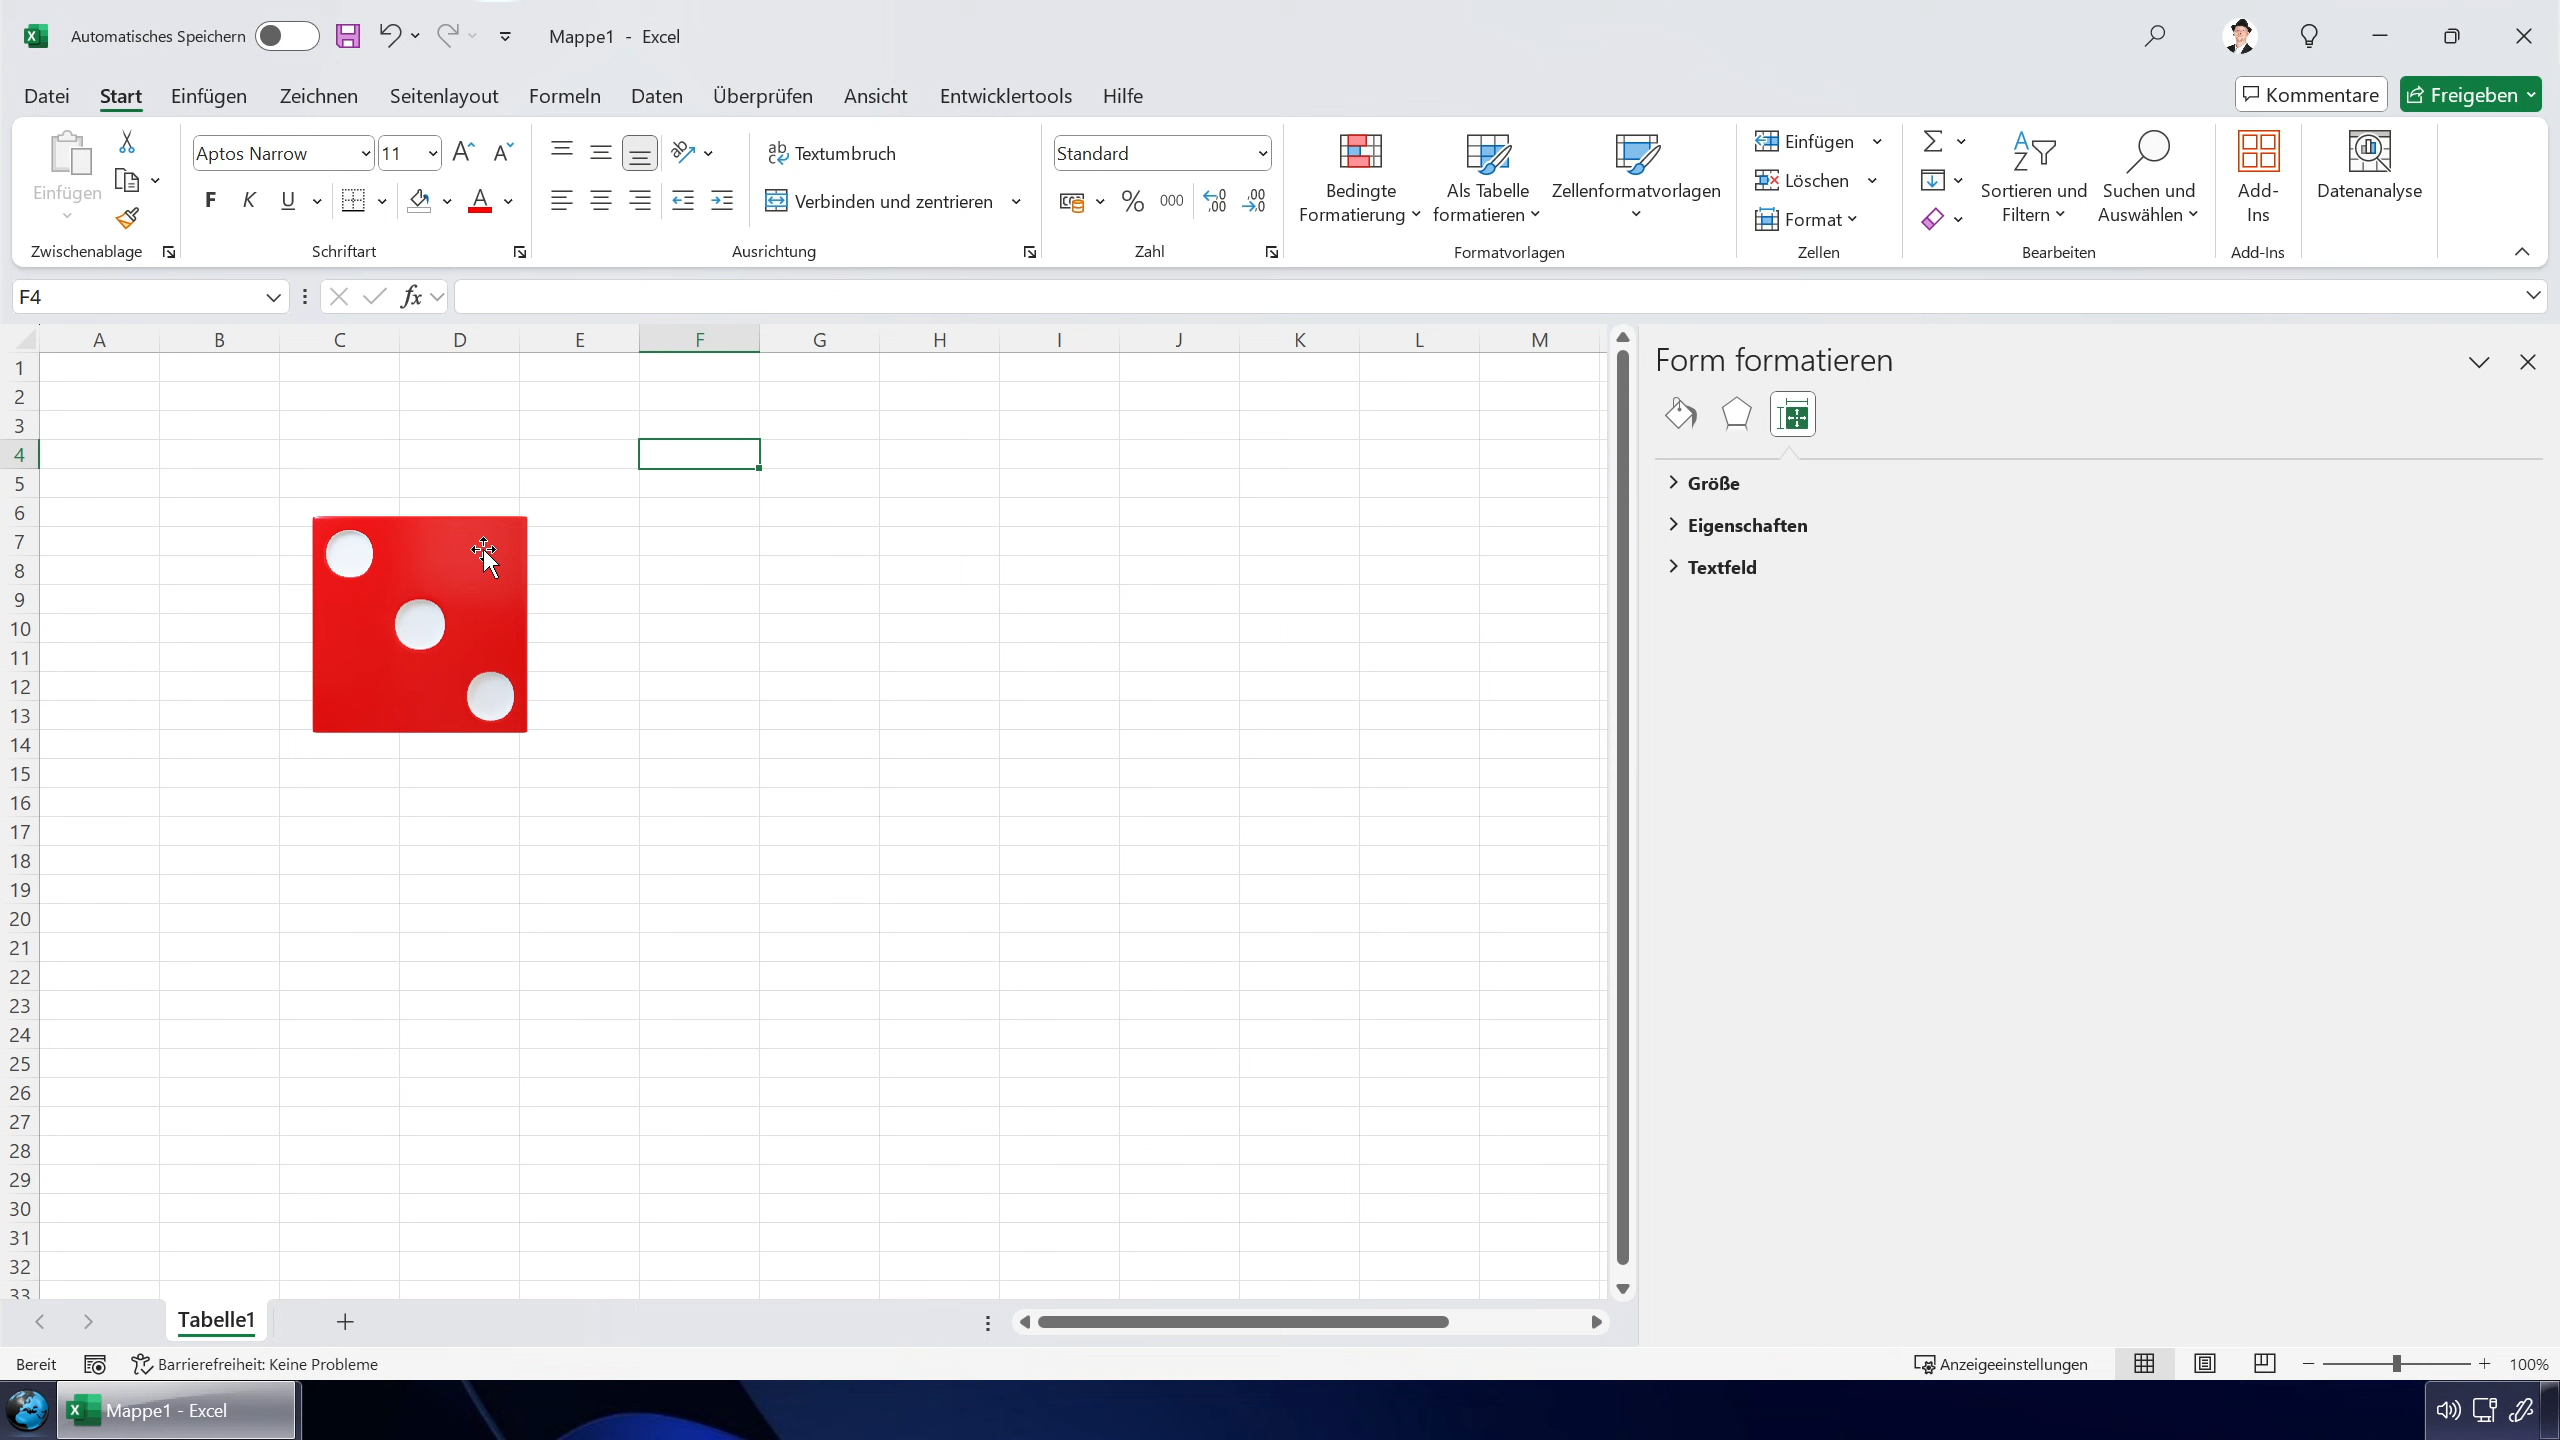 Automatisches Speichern
Mappe1 - Excel
Datei Start Einfügen Zeichnen Seitenlayout Formeln Daten Überprüfen Ansicht Entwicklertools Hilfe
Kommentare Freigeben
Einfügen
Zwischenablage
Aptos Narrow 11
F K U
Schriftart
Textumbruch
Verbinden und zentrieren
Ausrichtung
Standard
% 000
Zahl
Bedingte Formatierung
Als Tabelle formatieren
Zellenformatvorlagen
Formatvorlagen
Einfügen
Löschen
Format
Zellen
Sortieren und Filtern
Suchen und Auswählen
Bearbeiten
Add-Ins
Add-Ins
Datenanalyse
F4
fx
A B C D E F G H I J K L M
1
2
3
4
5
6
7
8
9
10
11
12
13
14
15
16
17
18
19
20
21
22
23
24
25
26
27
28
29
30
31
32
33
Form formatieren
Größe
Eigenschaften
Textfeld
Tabelle1
Bereit
Barrierefreiheit: Keine Probleme
Anzeigeeinstellungen
100%
Mappe1 - Excel